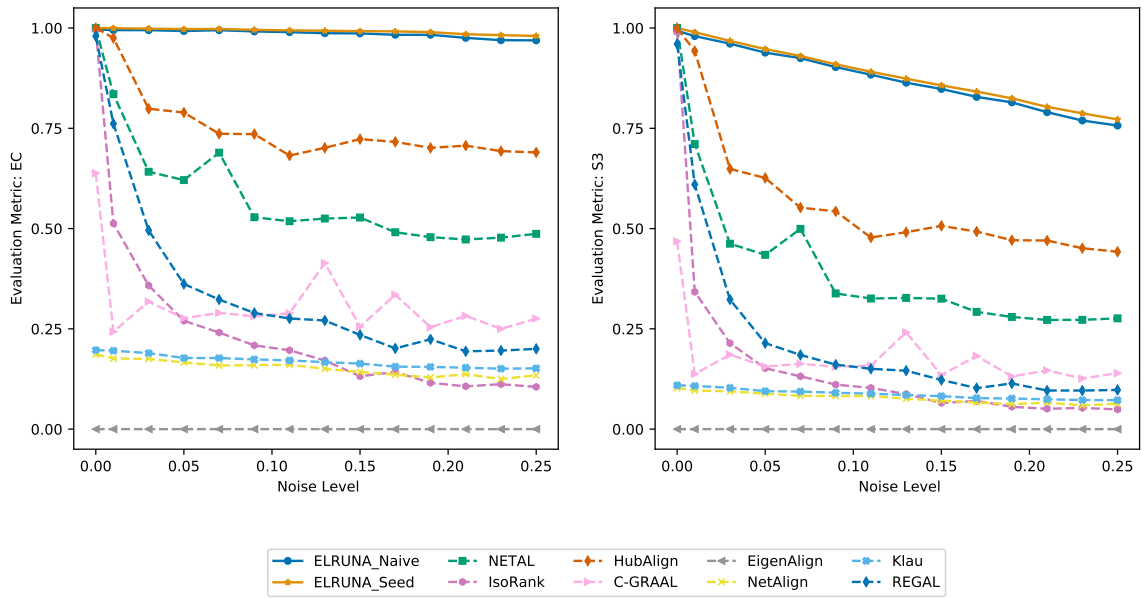 Evaluation Metric: EC
1.00
0.75
0.50
0.25
0.00
0.00 0.05 0.10 0.15 0.20 0.25
Noise Level
Evaluation Metric: S3
1.00
0.75
0.50
0.25
0.00
0.00 0.05 0.10 0.15 0.20 0.25
Noise Level
ELRUNA_Naive NETAL HubAlign EigenAlign Klau
ELRUNA_Seed IsoRank C-GRAAL NetAlign REGAL